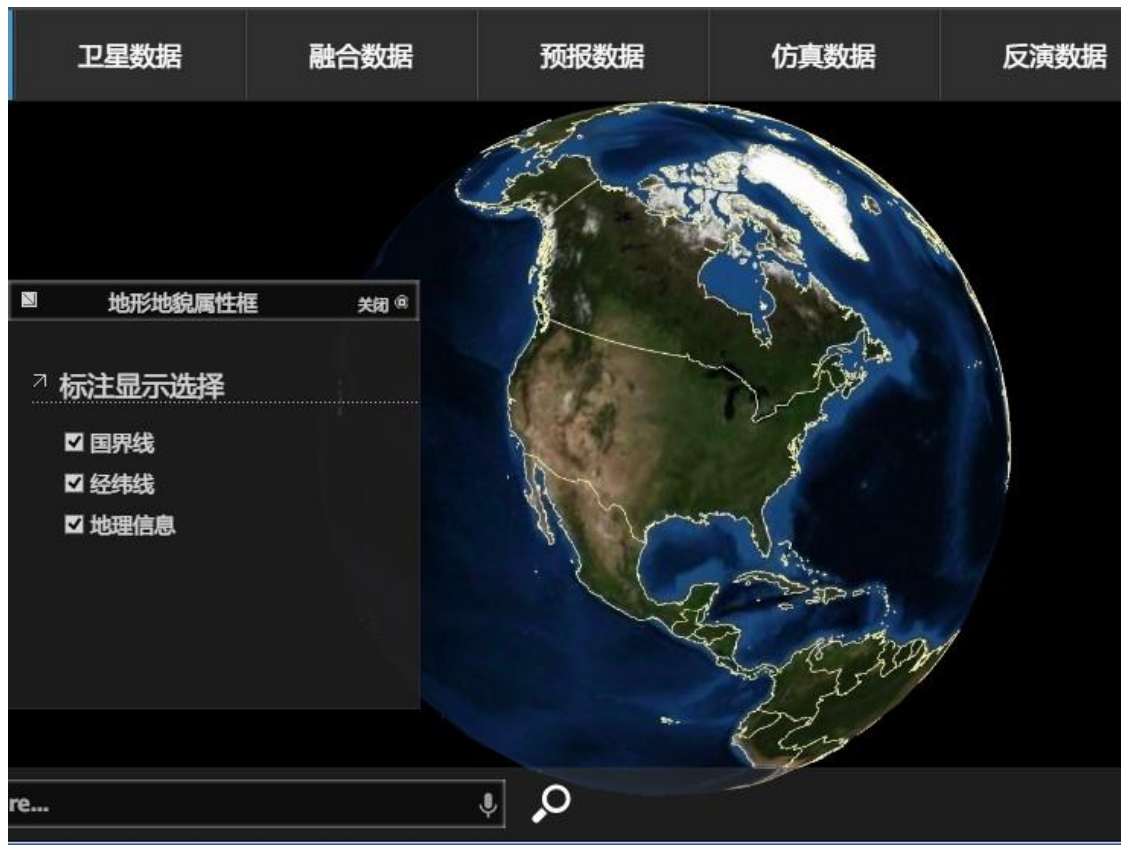 卫星数据 融合数据 预报数据 仿真数据 反演数据
地形地貌属性框 关闭
标注显示选择
国界线
经纬线
地理信息
re...